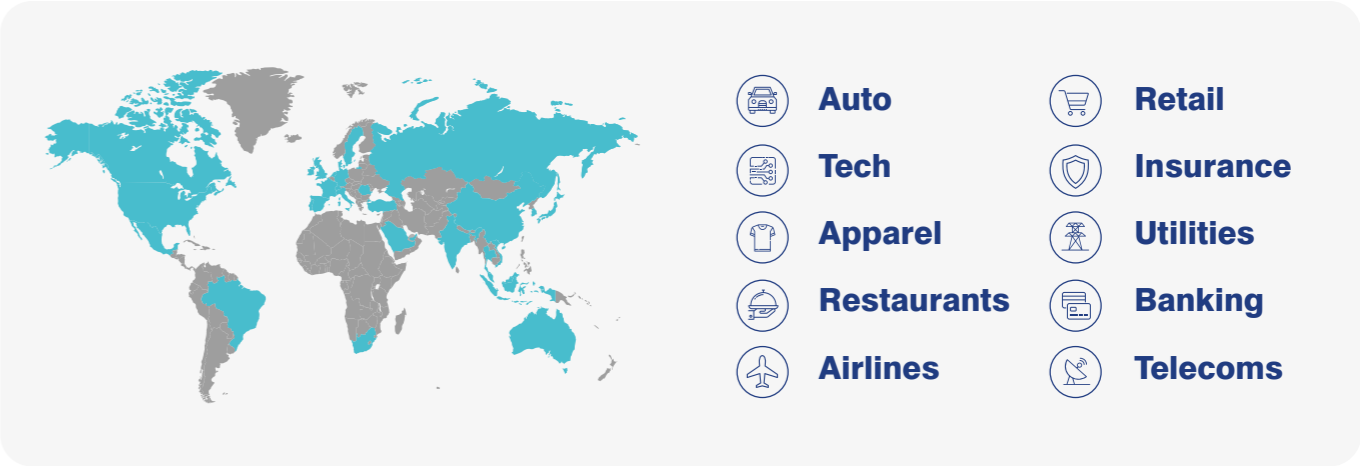 Auto
Tech
Apparel
Restaurants
Airlines
Retail
Insurance
Utilities
Banking
Telecoms